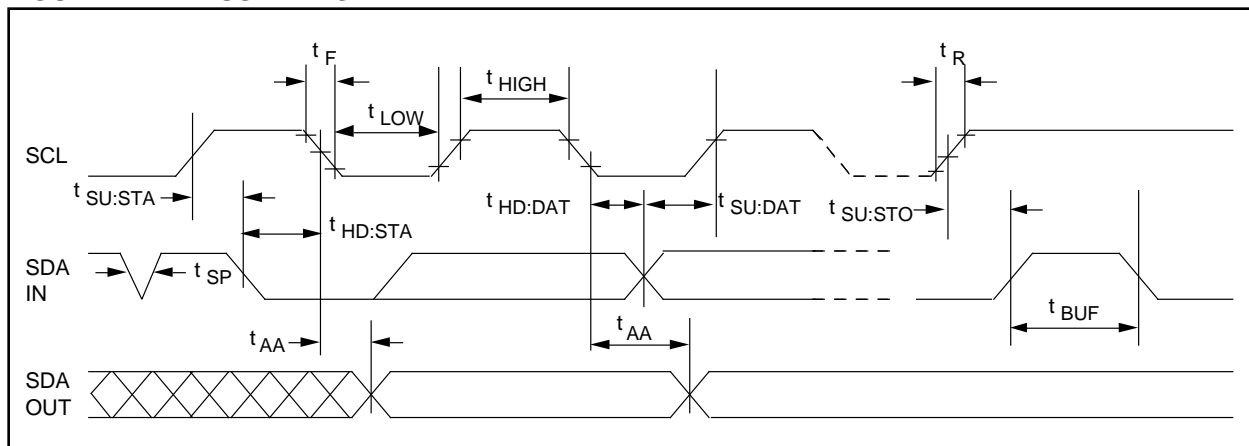 t F
t R
t HIGH
t LOW
SCL
t SU:STA
t HD:DAT
t SU:DAT
t SU:STO
t HD:STA
SDA
IN
t SP
t BUF
t AA
t AA
SDA
OUT